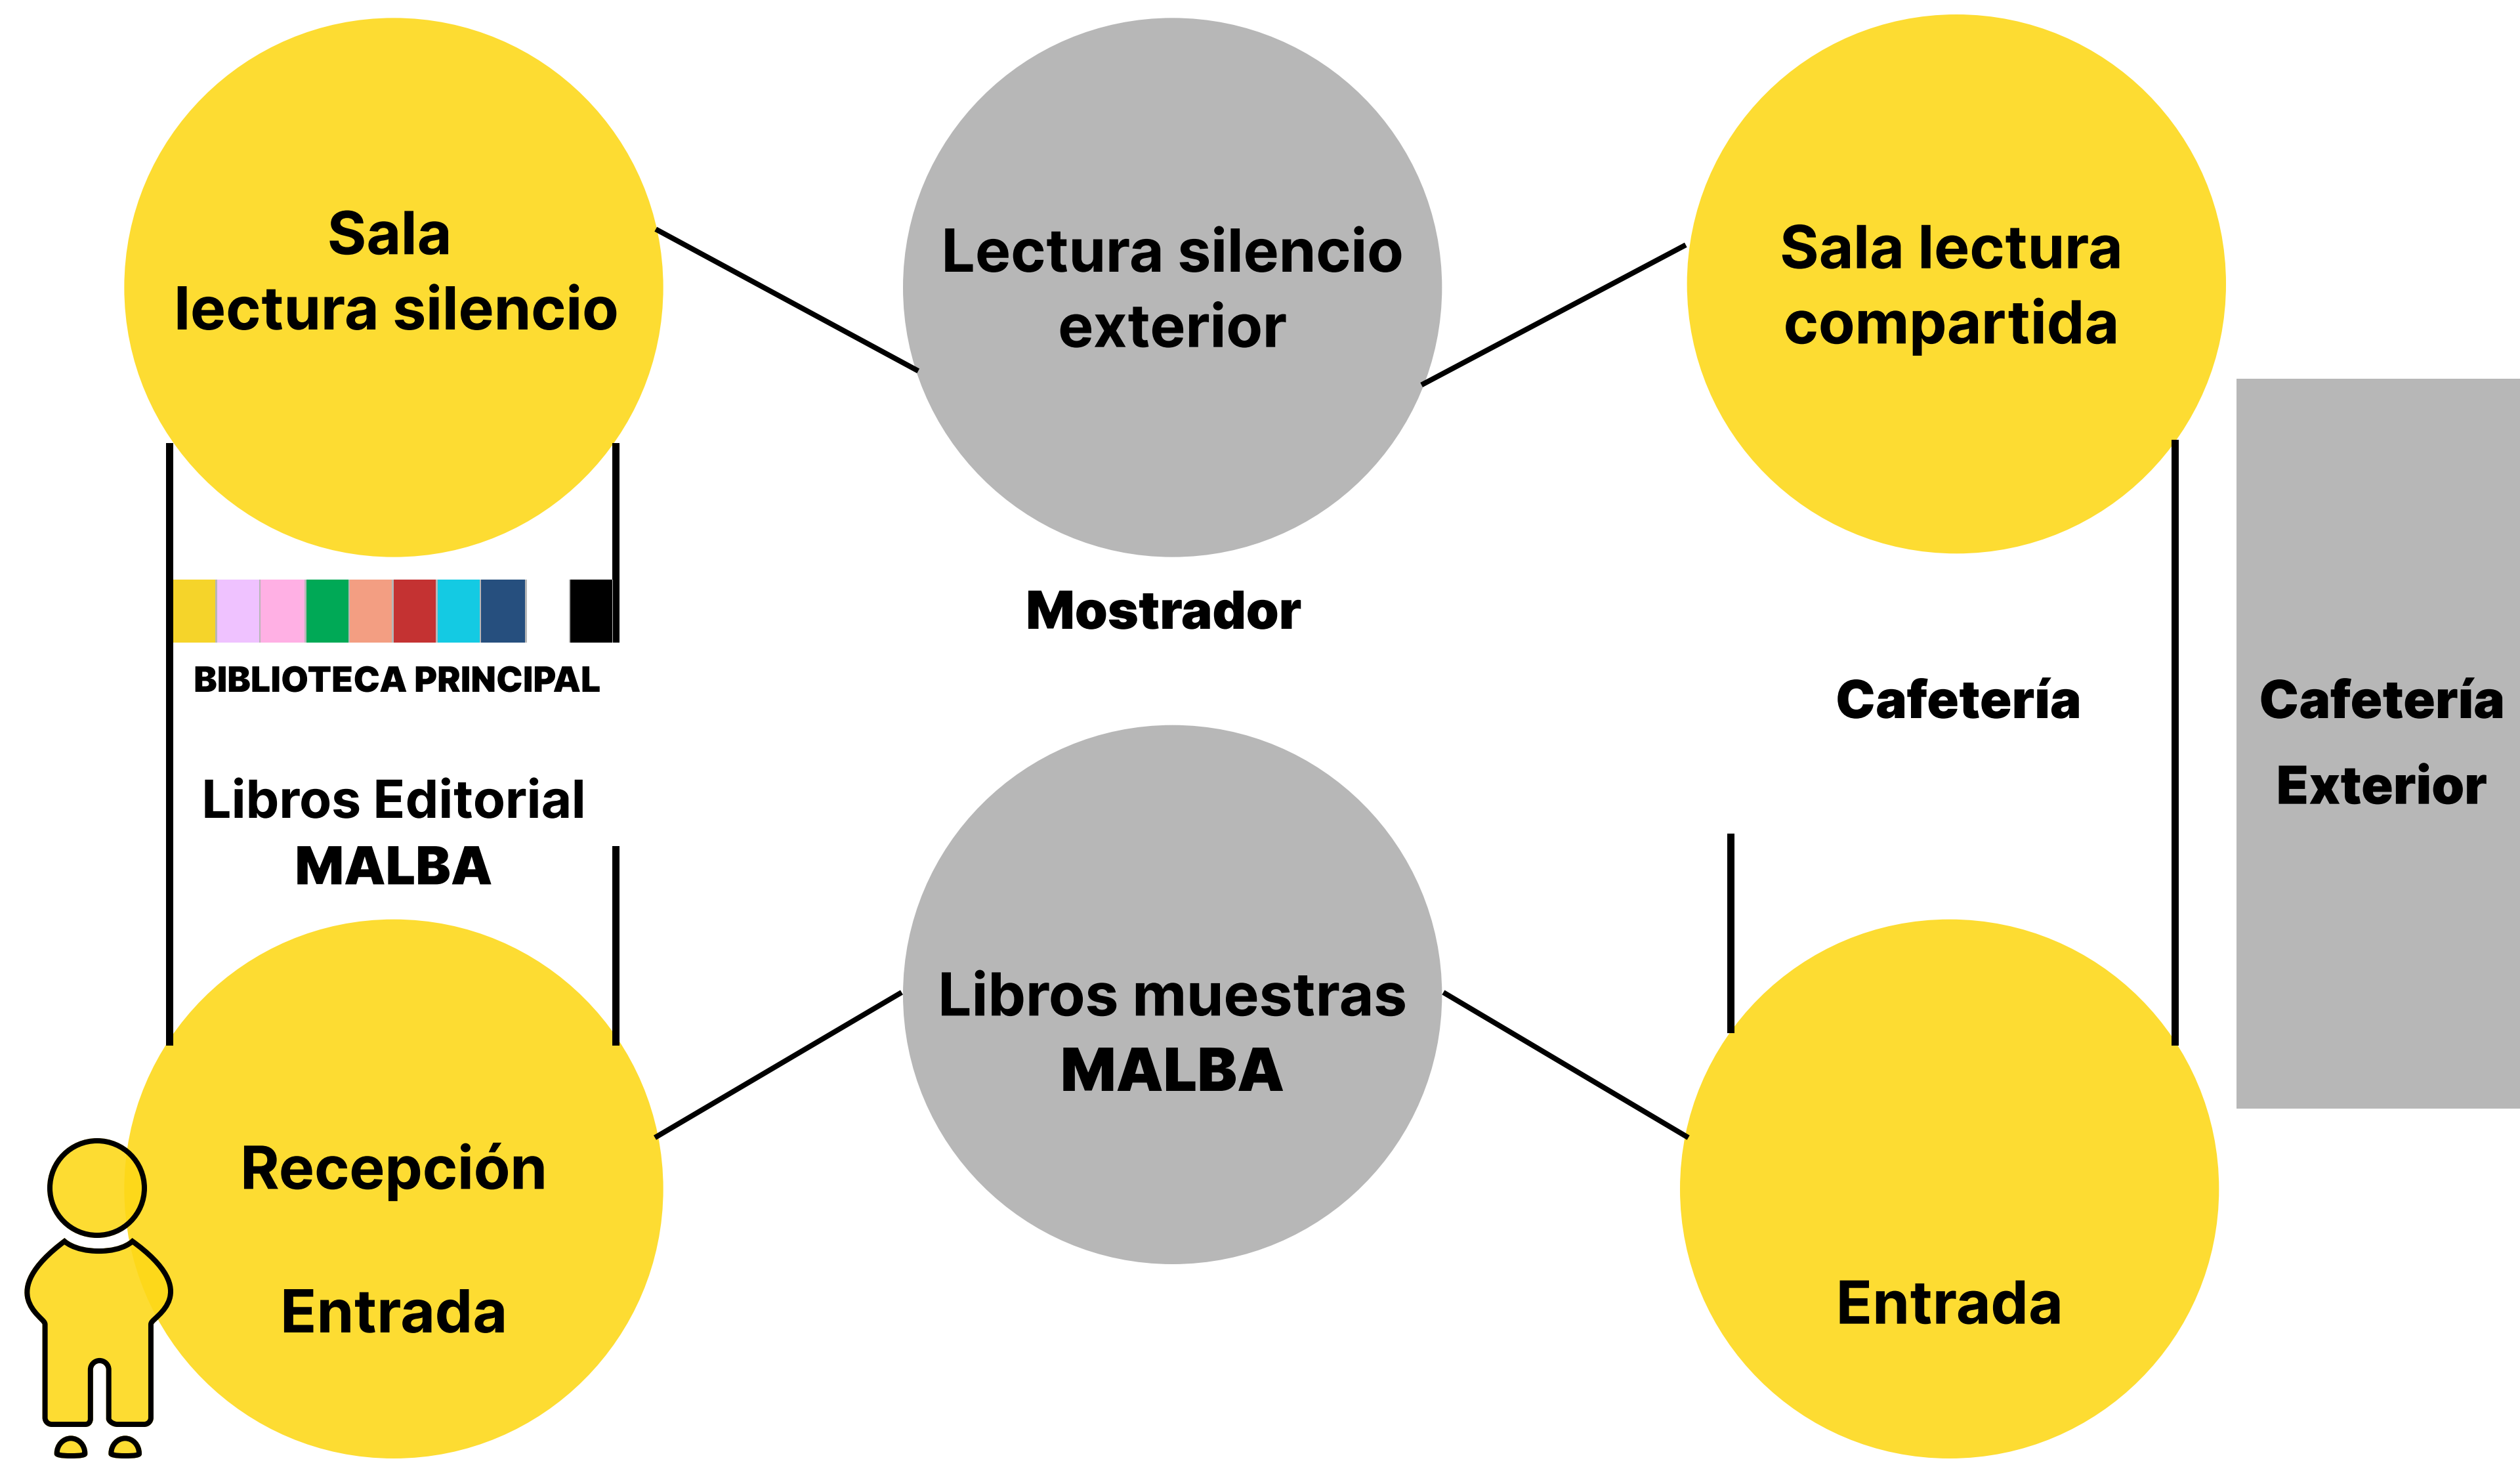 Sala
lectura silencio
Lectura silencio
exterior
Sala lectura
compartida
Mostrador
BIBLIOTECA PRINCIPAL
Cafetería
Cafetería
Exterior
Libros Editorial
MALBA
Libros muestras
MALBA
Recepción
Entrada
Entrada